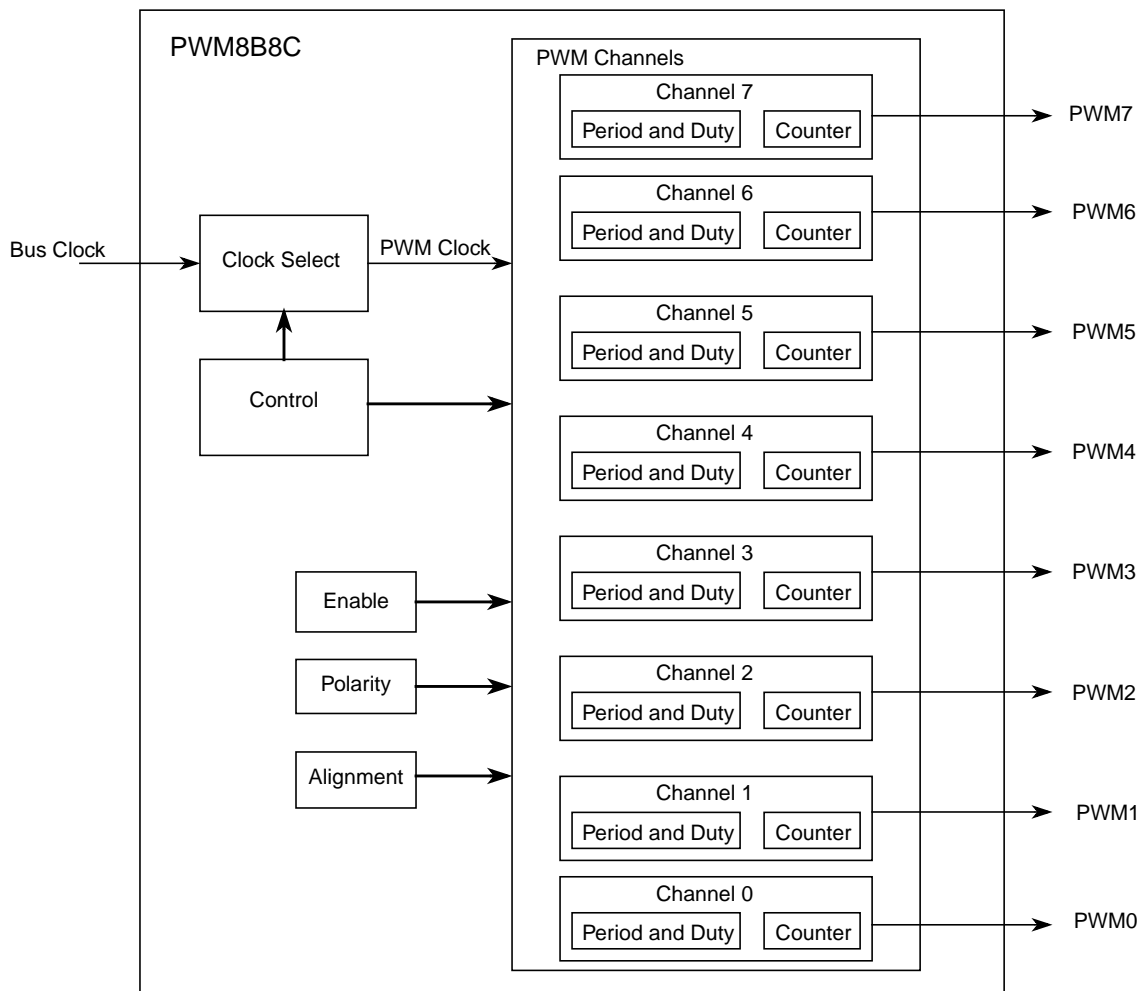 PWM8B8C
PWM Channels
Channel 7
Period and Duty
Counter
PWM7
Channel 6
Period and Duty
Counter
PWM6
Bus Clock
Clock Select
PWM Clock
Channel 5
Period and Duty
Counter
PWM5
Control
Channel 4
Period and Duty
Counter
PWM4
Channel 3
Period and Duty
Counter
PWM3
Enable
Polarity
Channel 2
Period and Duty
Counter
PWM2
Alignment
Channel 1
Period and Duty
Counter
PWM1
Channel 0
Period and Duty
Counter
PWM0